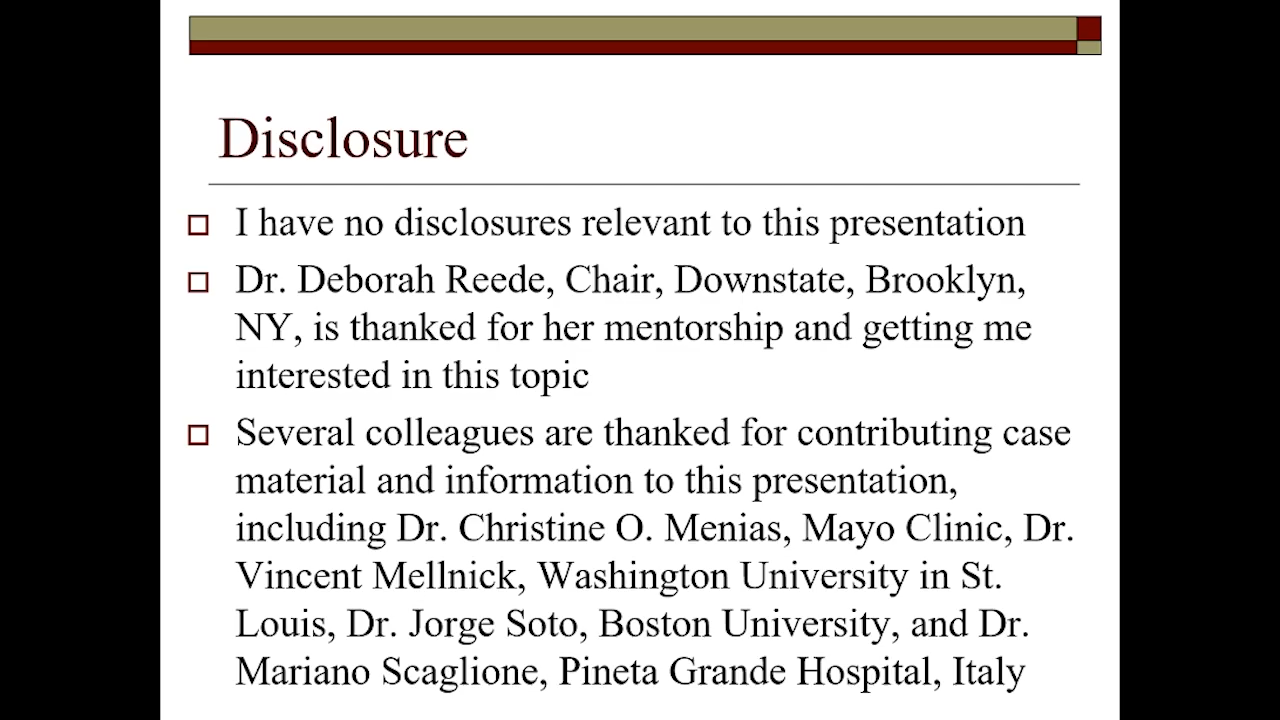 Disclosure
I have no disclosures relevant to this presentation
Dr. Deborah Reede, Chair, Downstate, Brooklyn,
NY, is thanked for her mentorship and getting me
interested in this topic
Several colleagues are thanked for contributing case
material and information to this presentation,
including Dr. Christine O. Menias, Mayo Clinic, Dr.
Vincent Mellnick, Washington University in St.
Louis, Dr. Jorge Soto, Boston University, and Dr.
Mariano Scaglione, Pineta Grande Hospital, Italy